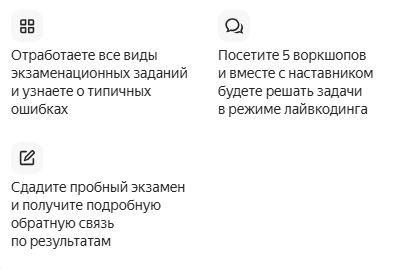 Отработаете все виды
экзаменационных заданий
и узнаете о типичных
ошибках
Посетите 5 воркшопов
и вместе с наставником
будете решать задачи
в режиме лайвкодинга
Сдадите пробный экзамен
и получите подробную
обратную связь
по результатам